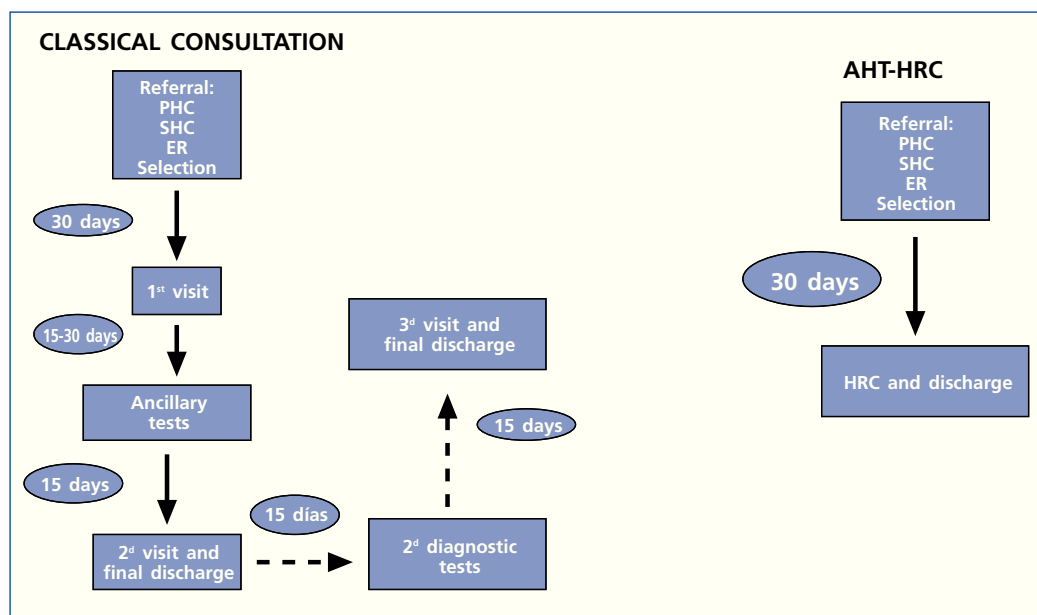 CLASSICAL CONSULTATION
Referral:
PHC
SHC
ER
Selection
30 days
1st visit
15-30 days
Ancillary
tests
15 days
2d visit and
final discharge
15 días
2d diagnostic
tests
15 days
3d visit and
final discharge
AHT-HRC
Referral:
PHC
SHC
ER
Selection
30 days
HRC and discharge